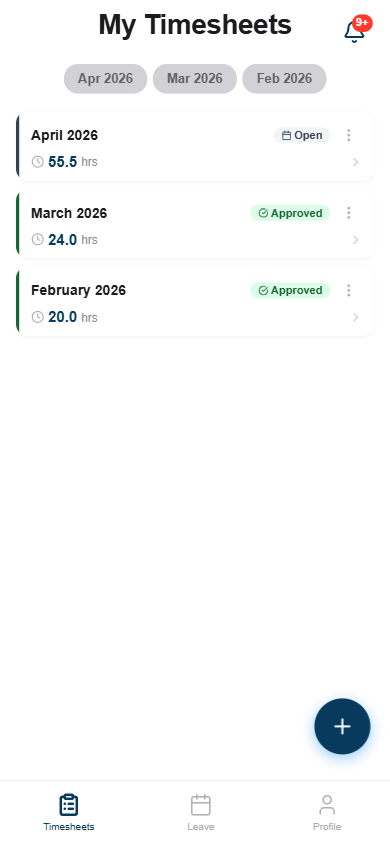 My Timesheets
9+
Apr 2026 Mar 2026 Feb 2026
April 2026 Open
55.5 hrs
March 2026 Approved
24.0 hrs
February 2026 Approved
20.0 hrs
Timesheets Leave Profile